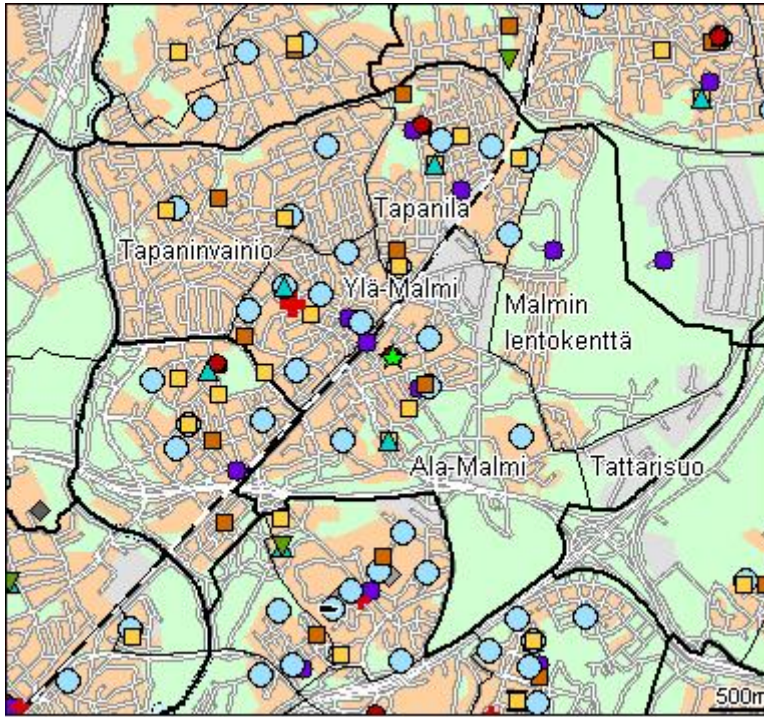 Tapanila
Tapaninvainio
Ylä-Malmi
Malmin
lentokenttä
Ala-Malmi
Tattarisuo
500m